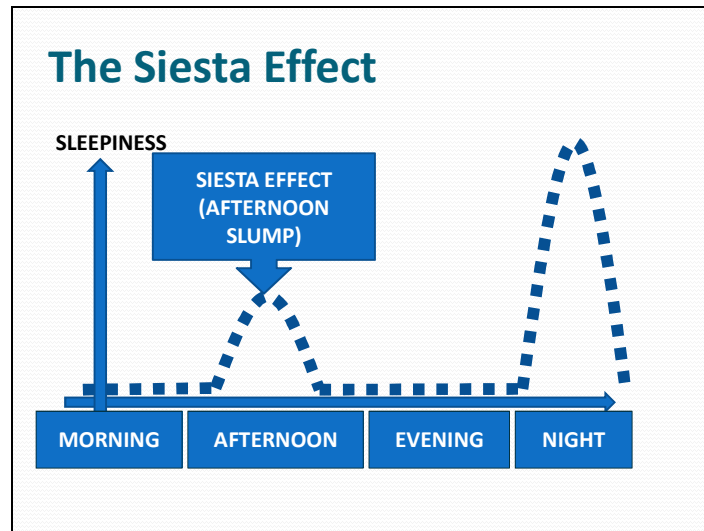 The Siesta Effect
SLEEPINESS
SIESTA EFFECT
(AFTERNOON
SLUMP)
MORNING
AFTERNOON
EVENING
NIGHT